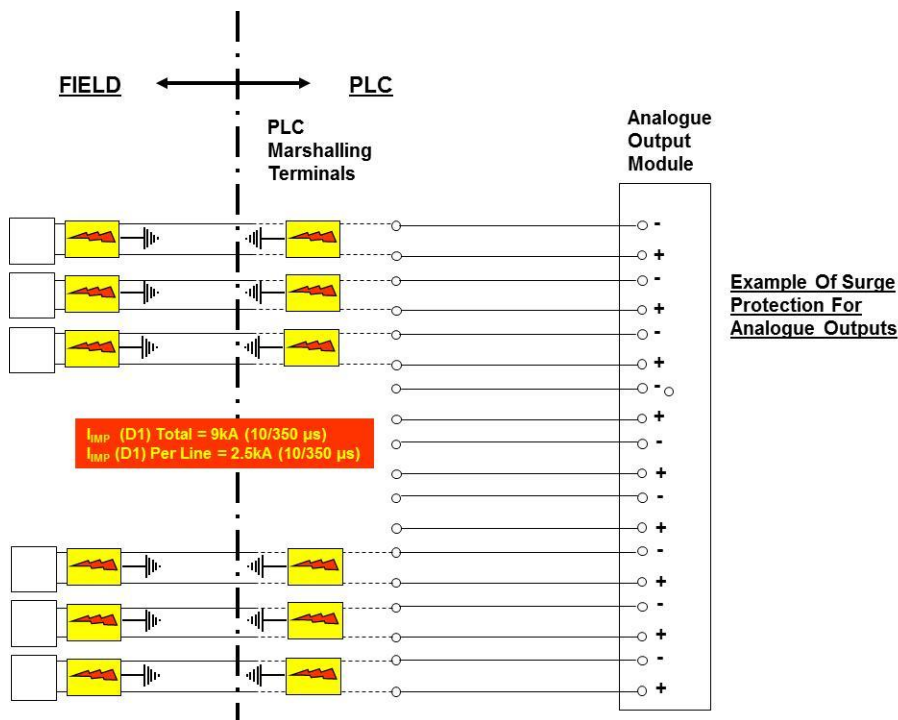 FIELD
PLC
PLC
Marshalling
Terminals
Analogue
Output
Module
-
+
-
+
-
+
-
+
-
+
-
+
-
+
-
+
-
+
Example Of Surge
Protection For
Analogue Outputs
IIMP (D1) Total = 9kA (10/350 µs)
IIMP (D1) Per Line = 2.5kA (10/350 µs)